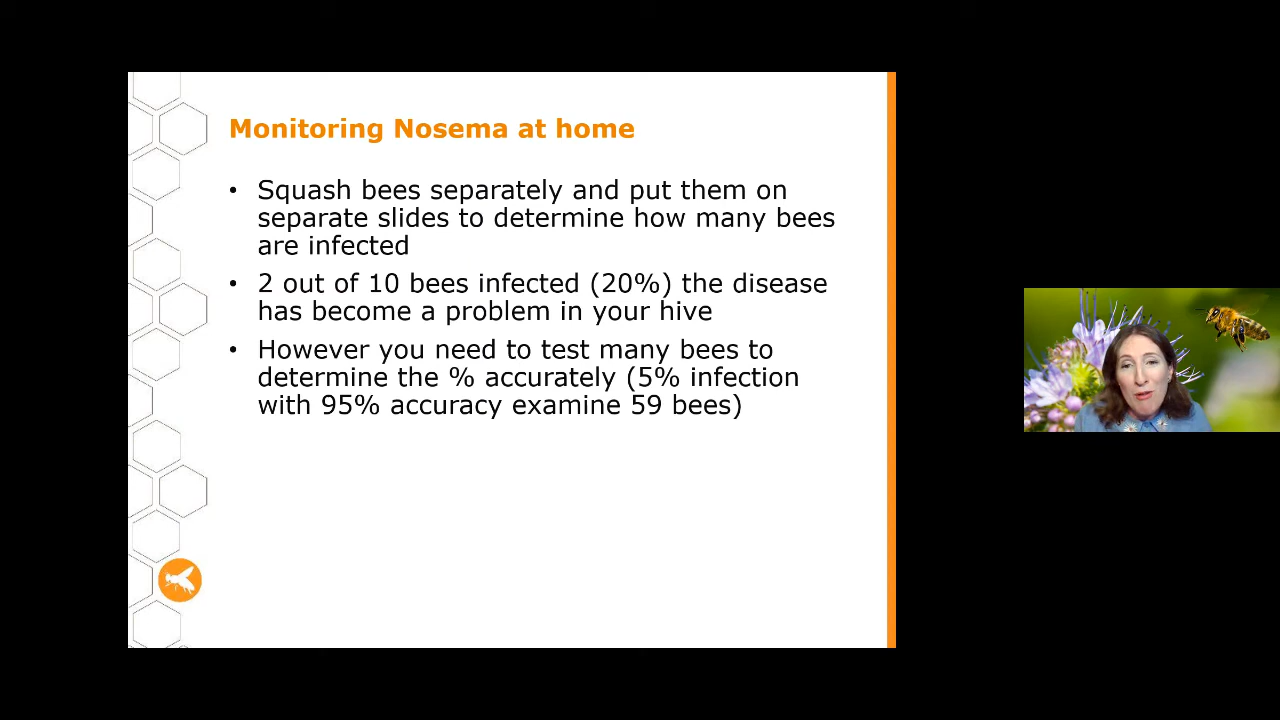 Monitoring Nosema at home
• Squash bees separately and put them on
separate slides to determine how many bees
are infected
• 2 out of 10 bees infected (20%) the disease
has become a problem in your hive
• However you need to test many bees to
determine the % accurately (5% infection
with 95% accuracy examine 59 bees)